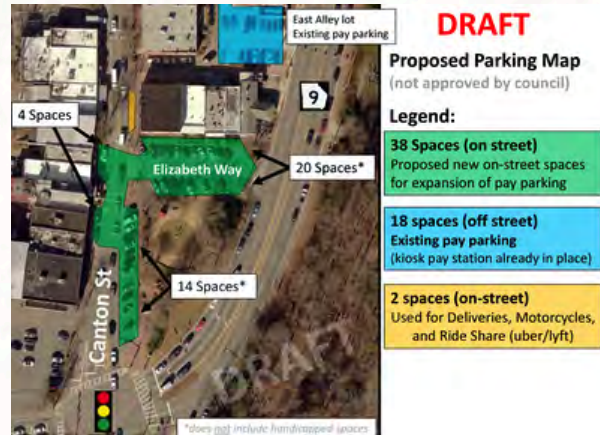 East Alley lot
Existing pay parking
9
4 Spaces
Elizabeth Way
20 Spaces*
14 Spaces*
Canton St
DRAFT
*does not include handicapped spaces
DRAFT
Proposed Parking Map
(not approved by council)
Legend:
38 Spaces (on street)
Proposed new on-street spaces
for expansion of pay parking
18 spaces (off street)
Existing pay parking
(kiosk pay station already in place)
2 spaces (on-street)
Used for Deliveries, Motorcycles,
and Ride Share (uber/lyft)